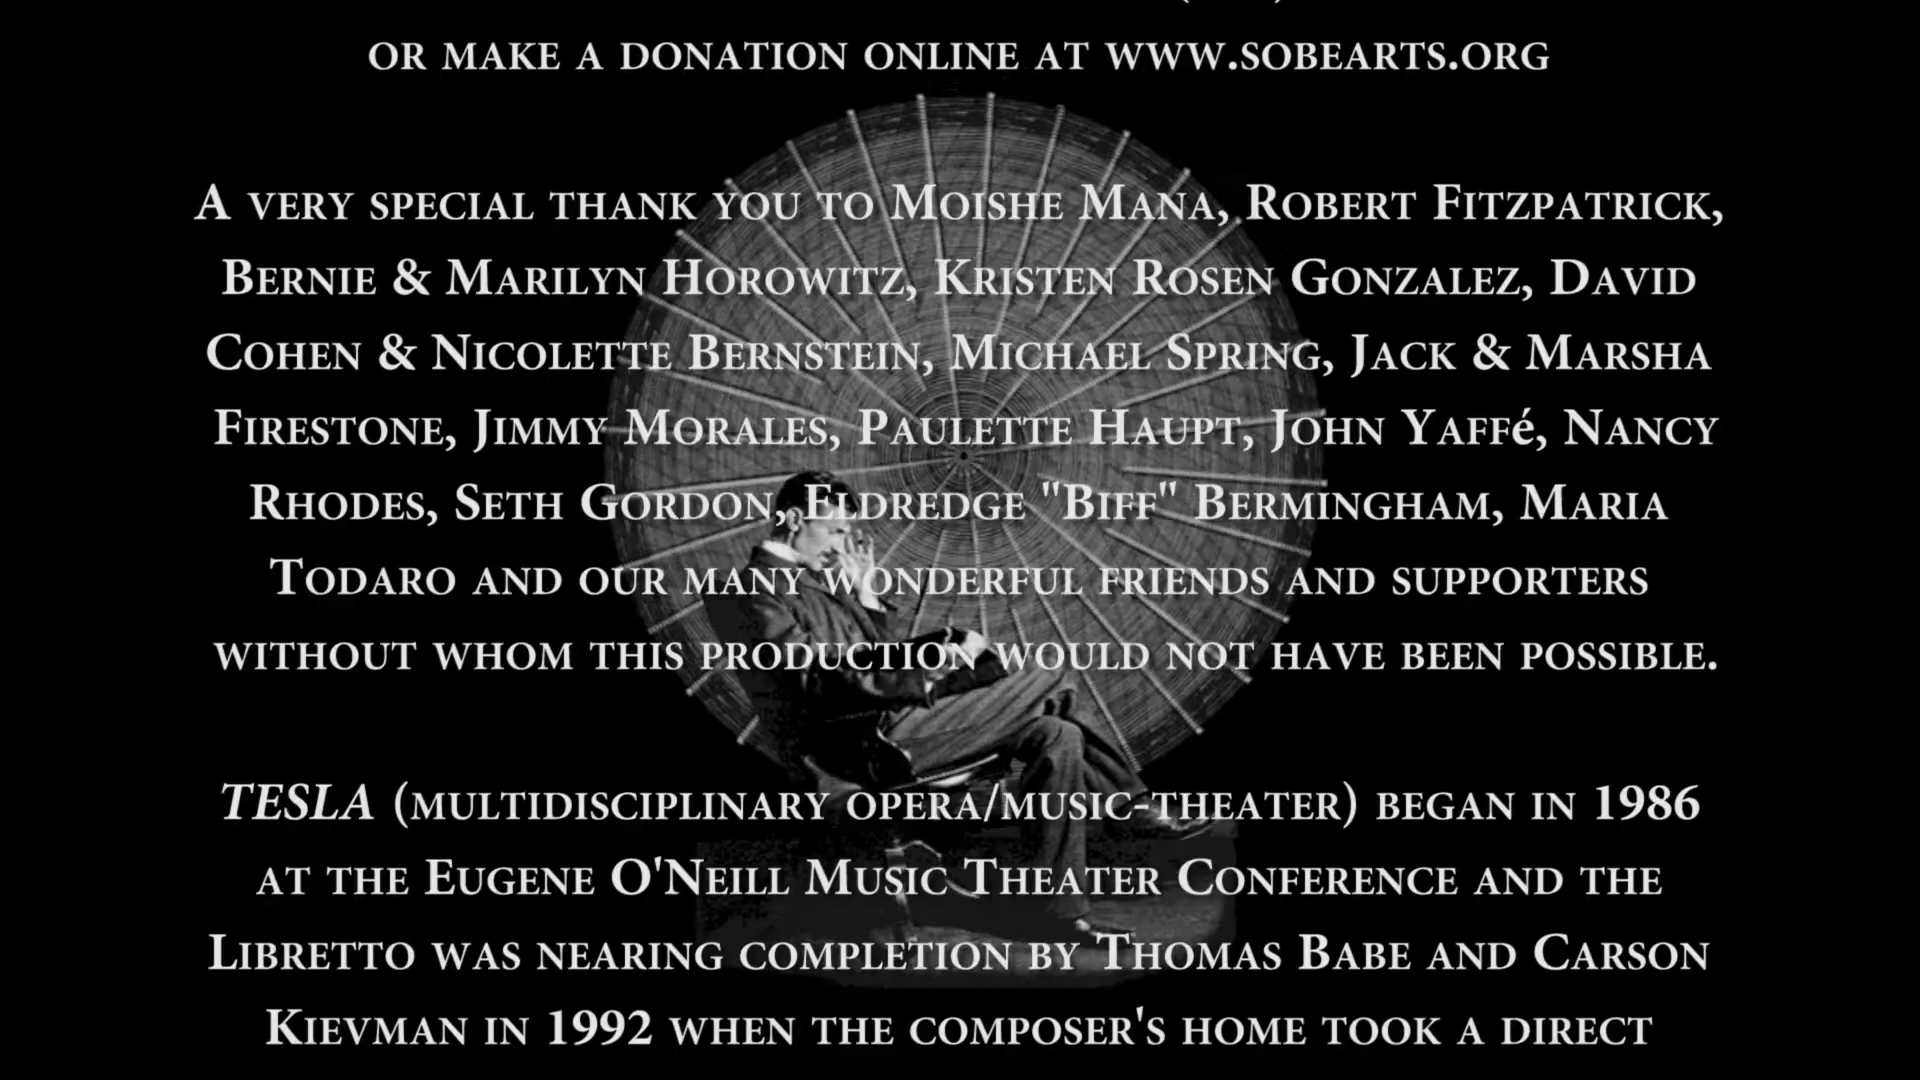 OR MAKE A DONATION ONLINE AT WWW.SOBEARTS.ORG
A VERY SPECIAL THANK YOU TO MOISHE MANA, ROBERT FITZPATRICK,
BERNIE & MARILYN HOROWITZ, KRISTEN ROSEN GONZALEZ, DAVID
COHEN & NICOLETTE BERNSTEIN, MICHAEL SPRING, JACK & MARSHA
FIRESTONE, JIMMY MORALES, PAULETTE HAUPT, JOHN YAFFé, NANCY
RHODES, SETH GORDON, ELDREDGE "BIFF" BERMINGHAM, MARIA
TODARO AND OUR MANY WONDERFUL FRIENDS AND SUPPORTERS
WITHOUT WHOM THIS PRODUCTION WOULD NOT HAVE BEEN POSSIBLE.
TESLA (MULTIDISCIPLINARY OPERA/MUSIC-THEATER) BEGAN IN 1986
AT THE EUGENE O'NEILL MUSIC THEATER CONFERENCE AND THE
LIBRETTO WAS NEARING COMPLETION BY THOMAS BABE AND CARSON
KIEVMAN IN 1992 WHEN THE COMPOSER'S HOME TOOK A DIRECT